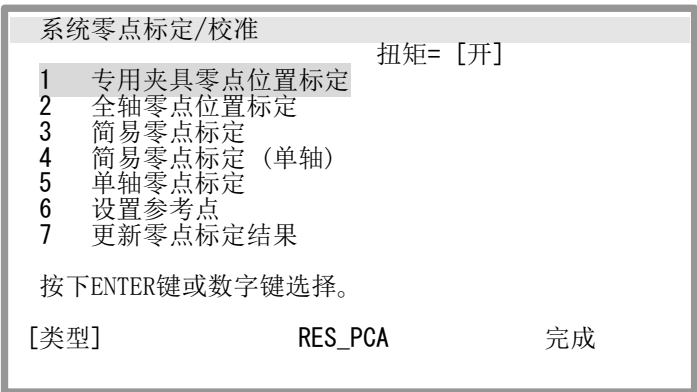 系统零点标定/校准
扭矩= [开]
1 专用夹具零点位置标定
2 全轴零点位置标定
3 简易零点标定
4 简易零点标定 (单轴)
5 单轴零点标定
6 设置参考点
7 更新零点标定结果
按下ENTER键或数字键选择。
[类型] RES_PCA 完成